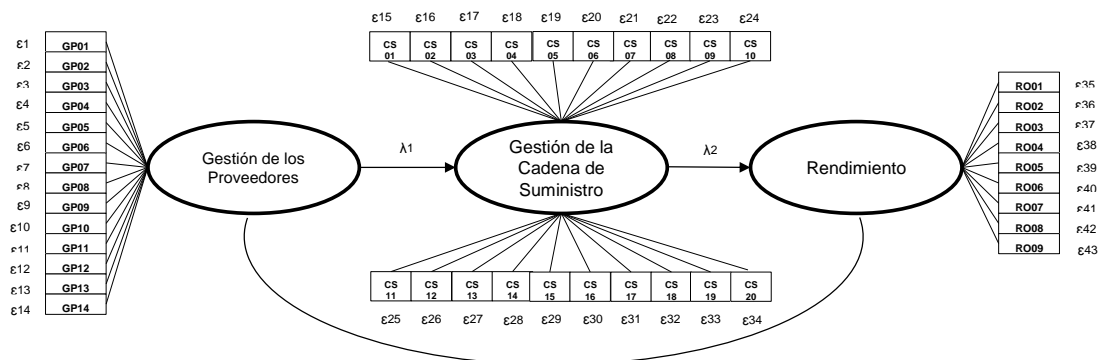 ε15 ε16 ε17 ε18 ε19 ε20 ε21 ε22 ε23 ε24
CS 01 CS 02 CS 03 CS 04 CS 05 CS 06 CS 07 CS 08 CS 09 CS 10
ε1 GP01
ε2 GP02
ε3 GP03
ε4 GP04
ε5 GP05
ε6 GP06
ε7 GP07
ε8 GP08
ε9 GP09
ε10 GP10
ε11 GP11
ε12 GP12
ε13 GP13
ε14 GP14
Gestión de los
Proveedores
λ1
Gestión de la
Cadena de
Suministro
λ2
Rendimiento
RO01 ε35
RO02 ε36
RO03 ε37
RO04 ε38
RO05 ε39
RO06 ε40
RO07 ε41
RO08 ε42
RO09 ε43
CS 11 CS 12 CS 13 CS 14 CS 15 CS 16 CS 17 CS 18 CS 19 CS 20
ε25 ε26 ε27 ε28 ε29 ε30 ε31 ε32 ε33 ε34